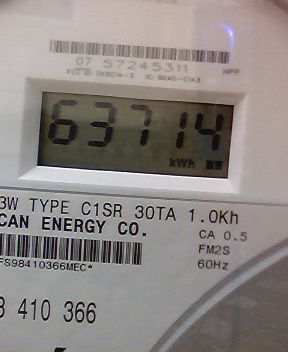 07 57245311
63714
kWh
3W TYPE C1SR 30TA 1.0Kh
CAN ENERGY CO.
CA 0.5
FM2S
FS98410366MEC*
60Hz
410 366